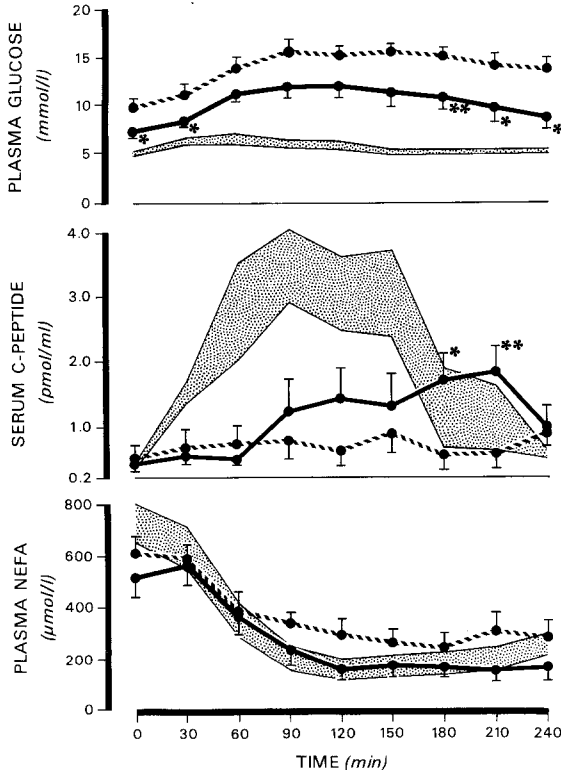 PLASMA GLUCOSE
(mmol/l)
20
15
10
5
0
*
*
**
*
*
SERUM C-PEPTIDE
(pmol/ml)
4.0
3.0
2.0
1.0
0.2
*
**
PLASMA NEFA
(μmol/l)
800
600
400
200
0
0 30 60 90 120 150 180 210 240
TIME (min)